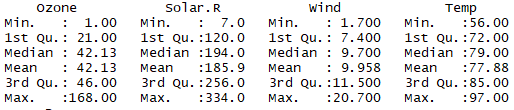 Ozone Solar.R Wind Temp
Min. : 1.00 Min. : 7.0 Min. : 1.700 Min. :56.00
1st Qu.: 21.00 1st Qu.:120.0 1st Qu.: 7.400 1st Qu.:72.00
Median : 42.13 Median :194.0 Median : 9.700 Median :79.00
Mean : 42.13 Mean :185.9 Mean : 9.958 Mean :77.88
3rd Qu.: 46.00 3rd Qu.:256.0 3rd Qu.:11.500 3rd Qu.:85.00
Max. :168.00 Max. :334.0 Max. :20.700 Max. :97.00